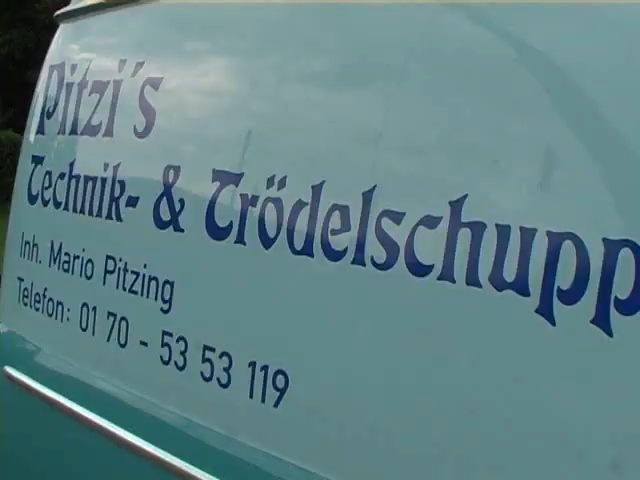 Pitzi´s
Technik- & Trödelschupp
Inh. Mario Pitzing
Telefon: 01 70 - 53 53 119